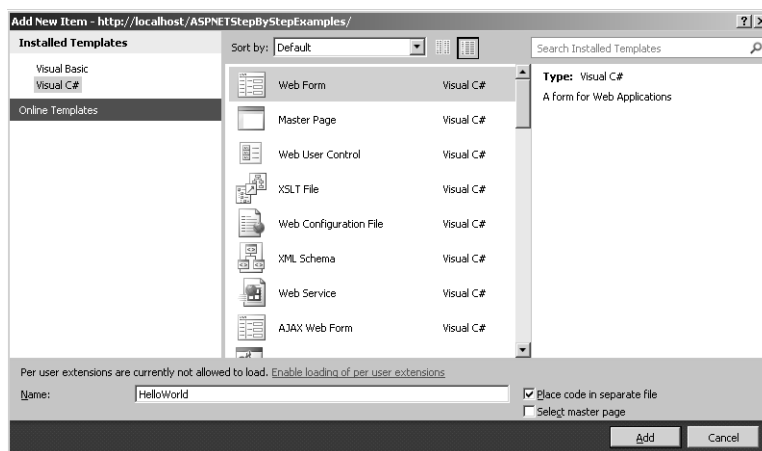 Add New Item - http://localhost/ASPNETStepByStepExamples/
Installed Templates
Visual Basic
Visual C#
Online Templates
Sort by: Default
Search Installed Templates
Web Form Visual C#
Master Page Visual C#
Web User Control Visual C#
XSLT File Visual C#
Web Configuration File Visual C#
XML Schema Visual C#
Web Service Visual C#
AJAX Web Form Visual C#
Type: Visual C#
A form for Web Applications
Per user extensions are currently not allowed to load. Enable loading of per user extensions
Name: HelloWorld
Place code in separate file
Select master page
Add Cancel